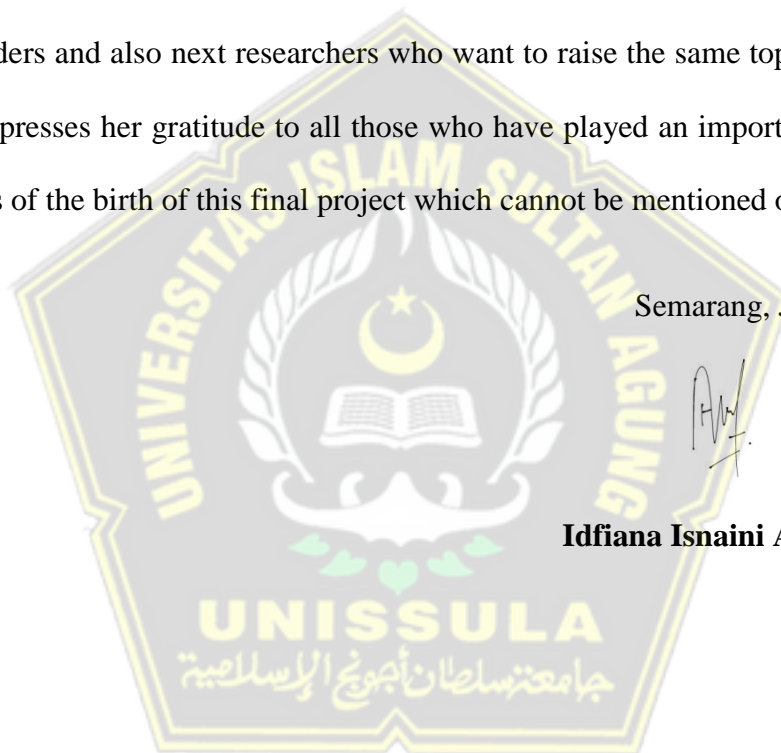 ders and also next researchers who want to raise the same top
presses her gratitude to all those who have played an import
s of the birth of this final project which cannot be mentioned o
Semarang,
Idfiana Isnaini A
UNIVERSITAS ISLAM SULTAN AGUNG
UNISSULA
جامعة سلطان أجونج الإسلامية